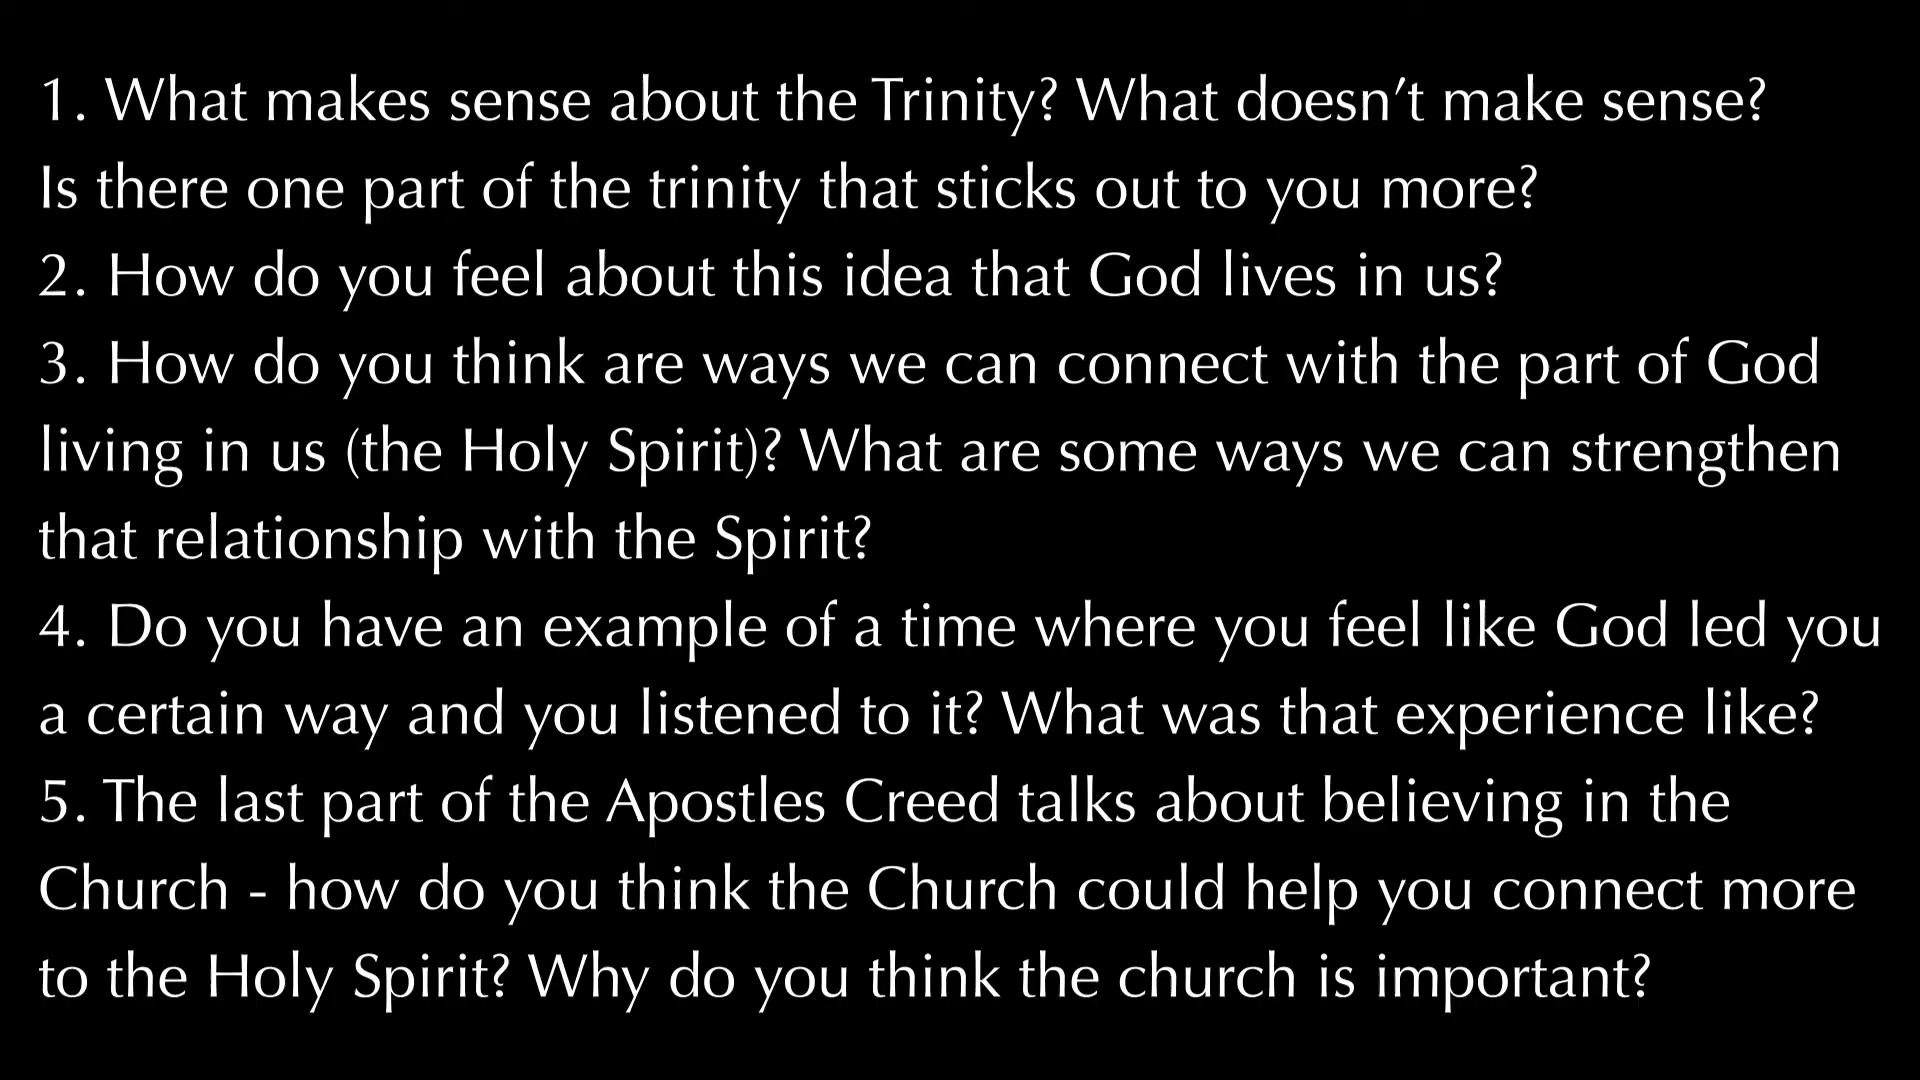 1. What makes sense about the Trinity? What doesn’t make sense?
Is there one part of the trinity that sticks out to you more?
2. How do you feel about this idea that God lives in us?
3. How do you think are ways we can connect with the part of God
living in us (the Holy Spirit)? What are some ways we can strengthen
that relationship with the Spirit?
4. Do you have an example of a time where you feel like God led you
a certain way and you listened to it? What was that experience like?
5. The last part of the Apostles Creed talks about believing in the
Church - how do you think the Church could help you connect more
to the Holy Spirit? Why do you think the church is important?